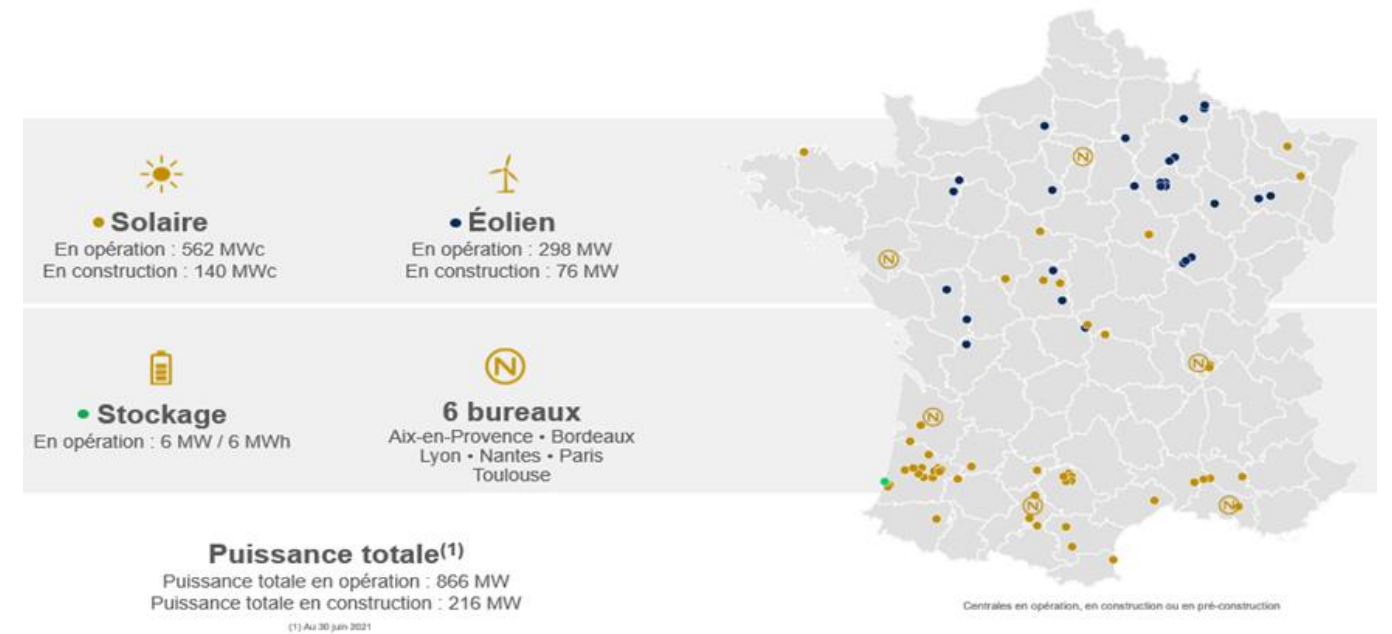 Solaire
En opération : 562 MWc
En construction : 140 MWc
Éolien
En opération : 298 MW
En construction : 76 MW
Stockage
En opération : 6 MW / 6 MWh
6 bureaux
Aix-en-Provence • Bordeaux
Lyon • Nantes • Paris
Toulouse
Puissance totale(1)
Puissance totale en opération : 866 MW
Puissance totale en construction : 216 MW
(1) Au 30 juin 2021
N
N
N
N
N
N
N
Centrales en opération, en construction ou en pré-construction